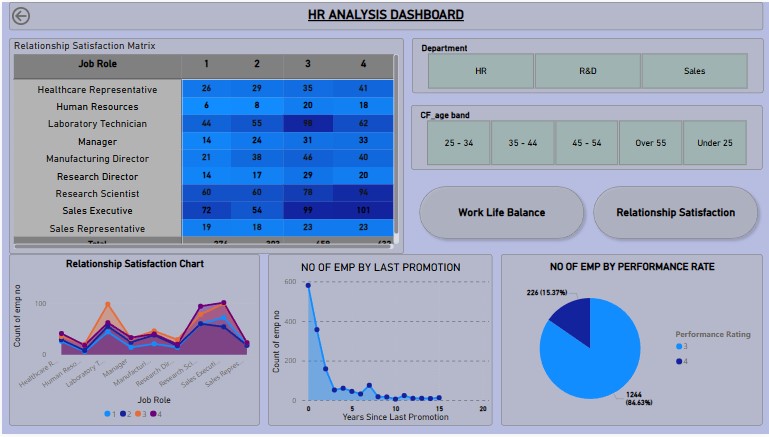 HR ANALYSIS DASHBOARD
Relationship Satisfaction Matrix
Job Role 1 2 3 4
Healthcare Representative 26 29 35 41
Human Resources 6 8 20 18
Laboratory Technician 44 55 98 62
Manager 14 24 31 33
Manufacturing Director 21 38 46 40
Research Director 14 17 29 20
Research Scientist 60 60 78 94
Sales Executive 72 54 99 101
Sales Representative 19 18 23 23
Total
Department
HR R&D Sales
CF_age band
25 - 34 35 - 44 45 - 54 Over 55 Under 25
Work Life Balance Relationship Satisfaction
Relationship Satisfaction Chart
Count of emp no
100
0
Healthcare R...
Human Reso...
Laboratory T...
Manager
Manufacturi...
Research Dir...
Research Sci...
Sales Executi...
Sales Repres...
Job Role
1 2 3 4
NO OF EMP BY LAST PROMOTION
Count of emp no
600
400
200
0
0 5 10 15 20
Years Since Last Promotion
NO OF EMP BY PERFORMANCE RATE
226 (15.37%)
1244
(84.63%)
Performance Rating
3
4